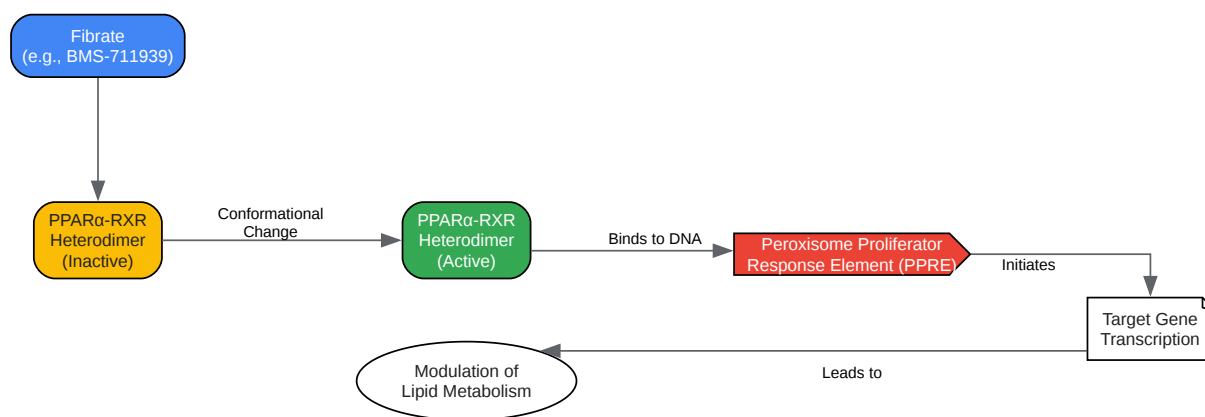 Fibrate
(e.g., BMS-711939)
PPARα-RXR
Heterodimer
(Inactive)
Conformational
Change
PPARα-RXR
Heterodimer
(Active)
Binds to DNA
Peroxisome Proliferator
Response Element (PPRE)
Initiates
Target Gene
Transcription
Leads to
Modulation of
Lipid Metabolism